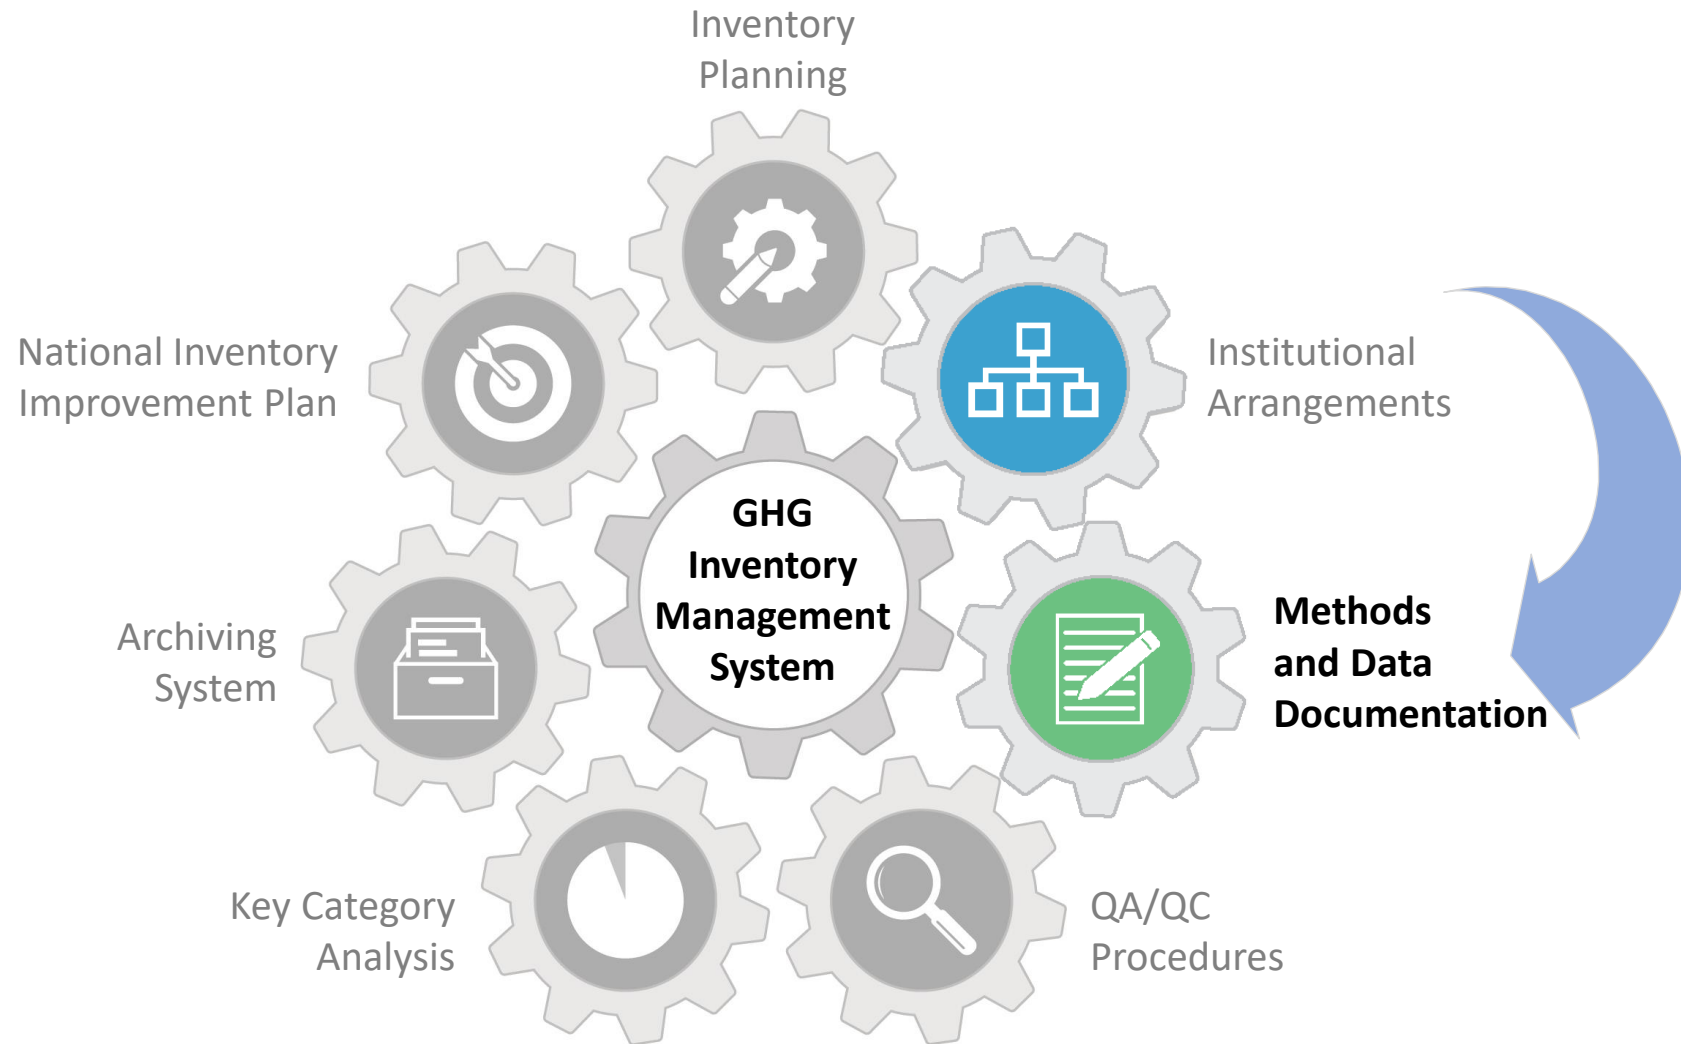 Inventory
Planning
Institutional
Arrangements
Methods
and Data
Documentation
QA/QC
Procedures
Key Category
Analysis
Archiving
System
National Inventory
Improvement Plan
GHG
Inventory
Management
System